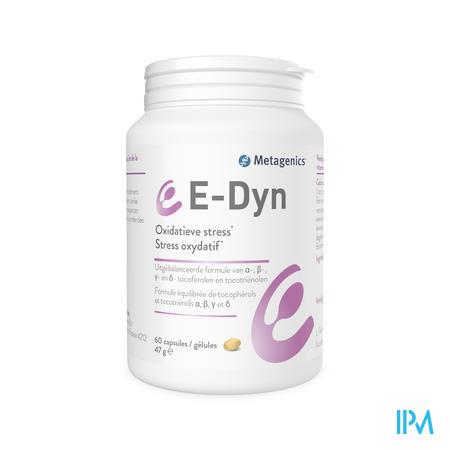 Metagenics
E-Dyn
Oxidatieve stress*
Stress oxydatif*
Uitgebalanceerde formule van α-, β-,
γ- en δ- tocoferolen en tocotriënolen
Formule équilibrée de tocophérols
et tocotriénols α, β, γ et δ
60 capsules / gélules
47 g e
IPM